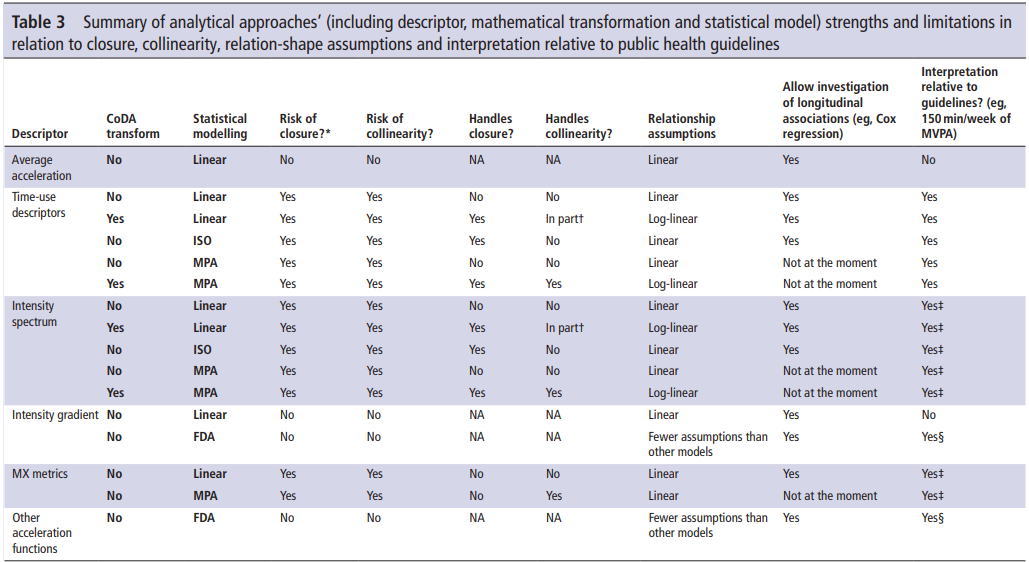 Table 3 Summary of analytical approaches’ (including descriptor, mathematical transformation and statistical model) strengths and limitations in
relation to closure, collinearity, relation-shape assumptions and interpretation relative to public health guidelines
Descriptor CoDA transform Statistical modelling Risk of closure?* Risk of collinearity? Handles closure? Handles collinearity? Relationship assumptions Allow investigation of longitudinal associations (eg, Cox regression) Interpretation relative to guidelines? (eg, 150 min/week of MVPA)
Average acceleration No Linear No No NA NA Linear Yes No
Time-use descriptors No Linear Yes Yes No No Linear Yes Yes
Yes Linear Yes Yes Yes In part† Log-linear Yes Yes
No ISO Yes Yes Yes No Linear Yes Yes
No MPA Yes Yes No No Linear Not at the moment Yes
Yes MPA Yes Yes Yes Yes Log-linear Not at the moment Yes
Intensity spectrum No Linear Yes Yes No No Linear Yes Yes‡
Yes Linear Yes Yes Yes In part† Log-linear Yes Yes‡
No ISO Yes Yes Yes No Linear Yes Yes‡
No MPA Yes Yes No No Linear Not at the moment Yes‡
Yes MPA Yes Yes Yes Yes Log-linear Not at the moment Yes‡
Intensity gradient No Linear No No NA NA Linear Yes No
No FDA No No NA NA Fewer assumptions than other models Yes Yes§
MX metrics No Linear Yes Yes No No Linear Yes Yes‡
No MPA Yes Yes No Yes Linear Not at the moment Yes‡
Other acceleration functions No FDA No No NA NA Fewer assumptions than other models Yes Yes§